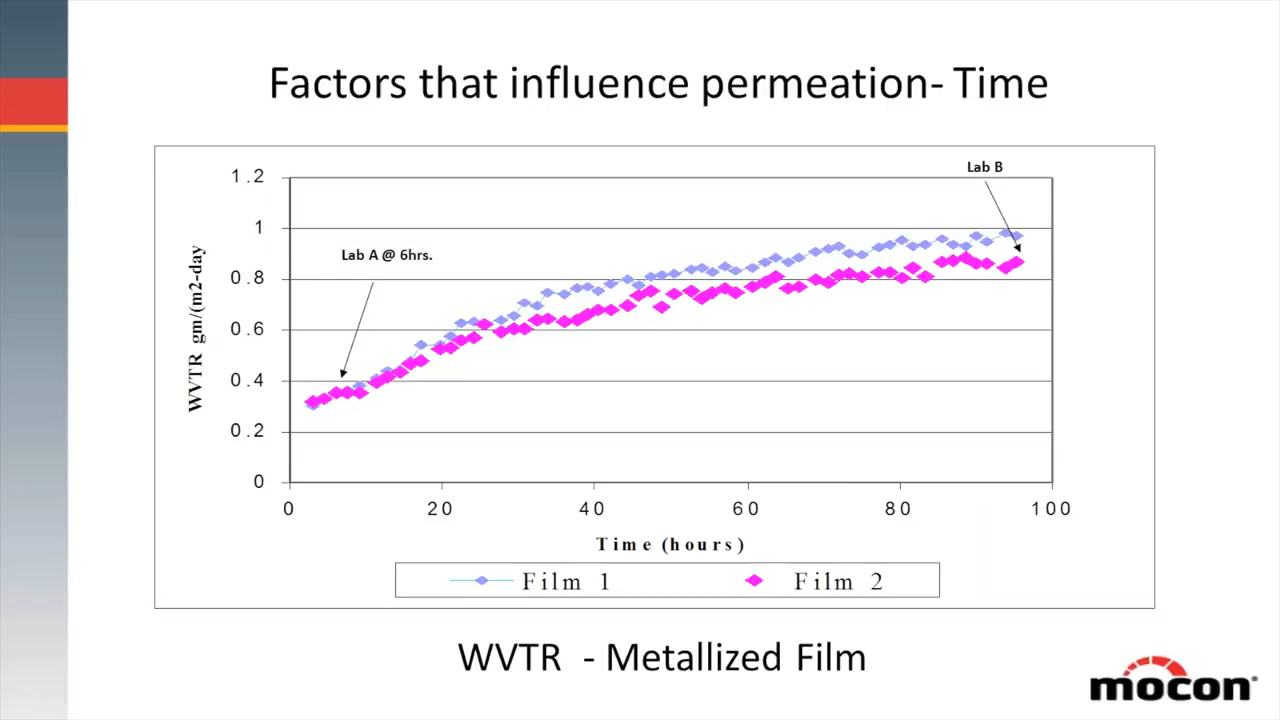 Factors that influence permeation- Time
Lab B
Lab A @ 6hrs.
WVTR gm/(m2-day
1.2
1
0.8
0.6
0.4
0.2
0
0 20 40 60 80 100
Time (hours)
Film 1 Film 2
WVTR - Metallized Film
mocon®